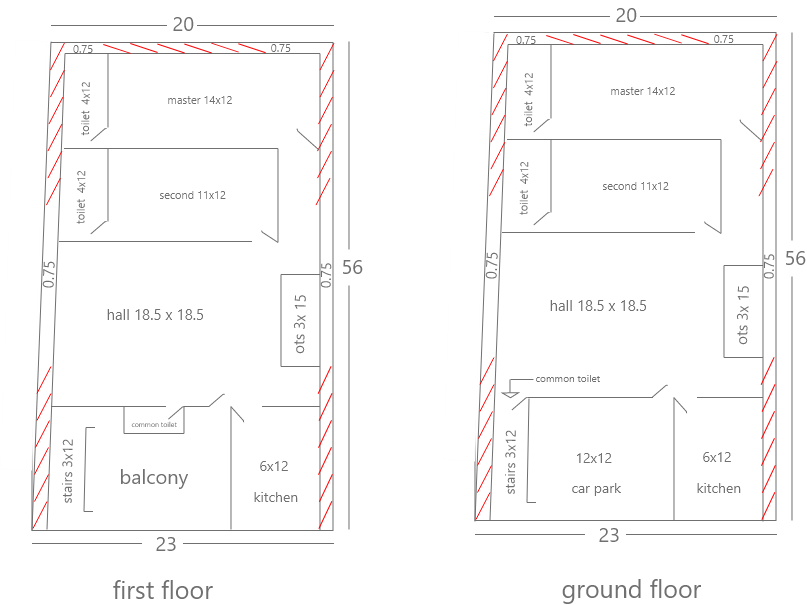 20
0.75
0.75
toilet 4x12
master 14x12
toilet 4x12
second 11x12
0.75
0.75
56
hall 18.5 x 18.5
ots 3x 15
common toilet
stairs 3x12
balcony
6x12
kitchen
23
first floor
20
0.75
0.75
toilet 4x12
master 14x12
toilet 4x12
second 11x12
0.75
0.75
56
hall 18.5 x 18.5
ots 3x 15
common toilet
stairs 3x12
12x12
car park
6x12
kitchen
23
ground floor